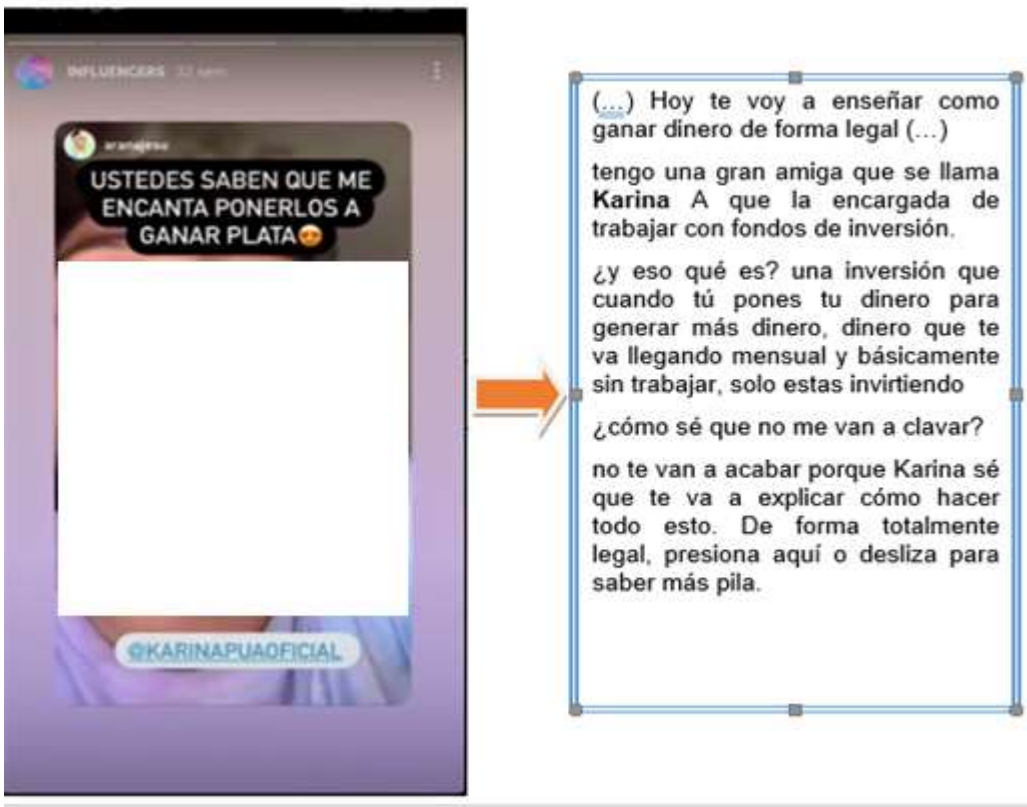 INFLUENCERS 32 sem
aranajesu
USTEDES SABEN QUE ME
ENCANTA PONERLOS A
GANAR PLATA😍
@KARINAPUAOFICIAL
(...) Hoy te voy a enseñar como
ganar dinero de forma legal (...)
tengo una gran amiga que se llama
Karina A que la encargada de
trabajar con fondos de inversión.
¿y eso qué es? una inversión que
cuando tú pones tu dinero para
generar más dinero, dinero que te
va llegando mensual y básicamente
sin trabajar, solo estas invirtiendo
¿cómo sé que no me van a clavar?
no te van a acabar porque Karina sé
que te va a explicar cómo hacer
todo esto. De forma totalmente
legal, presiona aquí o desliza para
saber más pila.